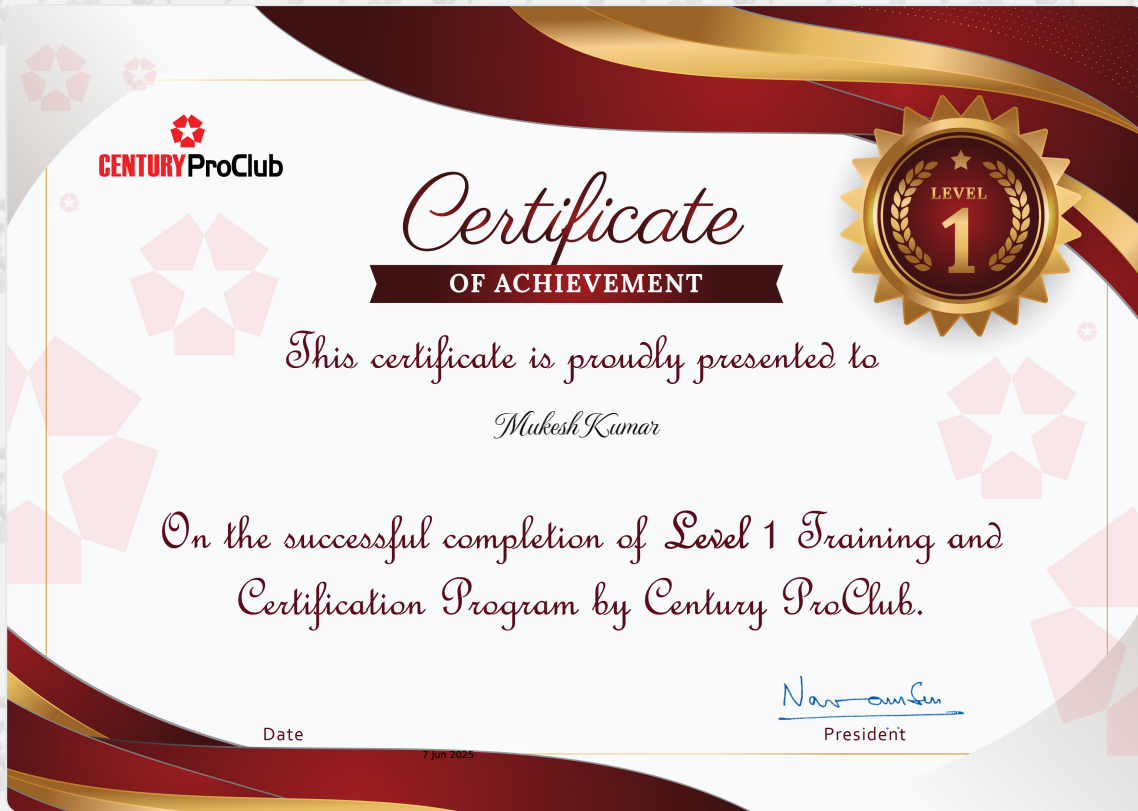 CENTURY ProClub
LEVEL
1
Certificate
OF ACHIEVEMENT
This certificate is proudly presented to
Mukesh Kumar
On the successful completion of Level 1 Training and
Certification Program by Century ProClub.
Date
President
7 Jun 2025